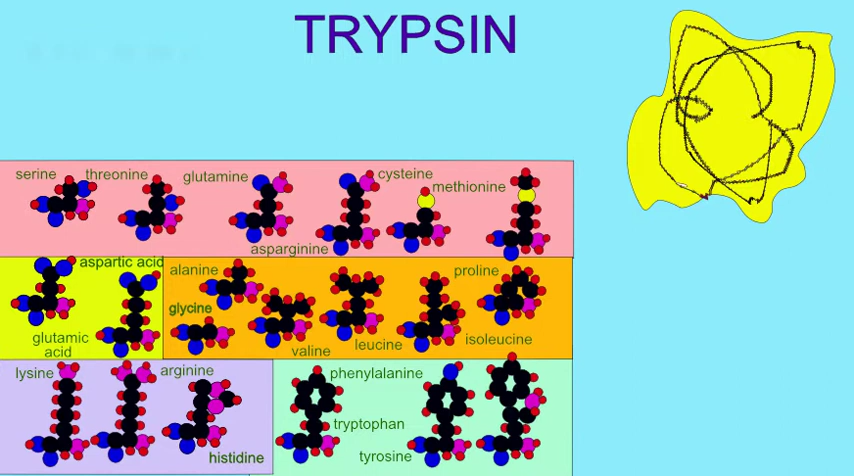 TRYPSIN
serine
threonine
glutamine
asparginine
cysteine
methionine
aspartic acid
glutamic
acid
alanine
glycine
valine
leucine
proline
isoleucine
lysine
arginine
histidine
phenylalanine
tryptophan
tyrosine